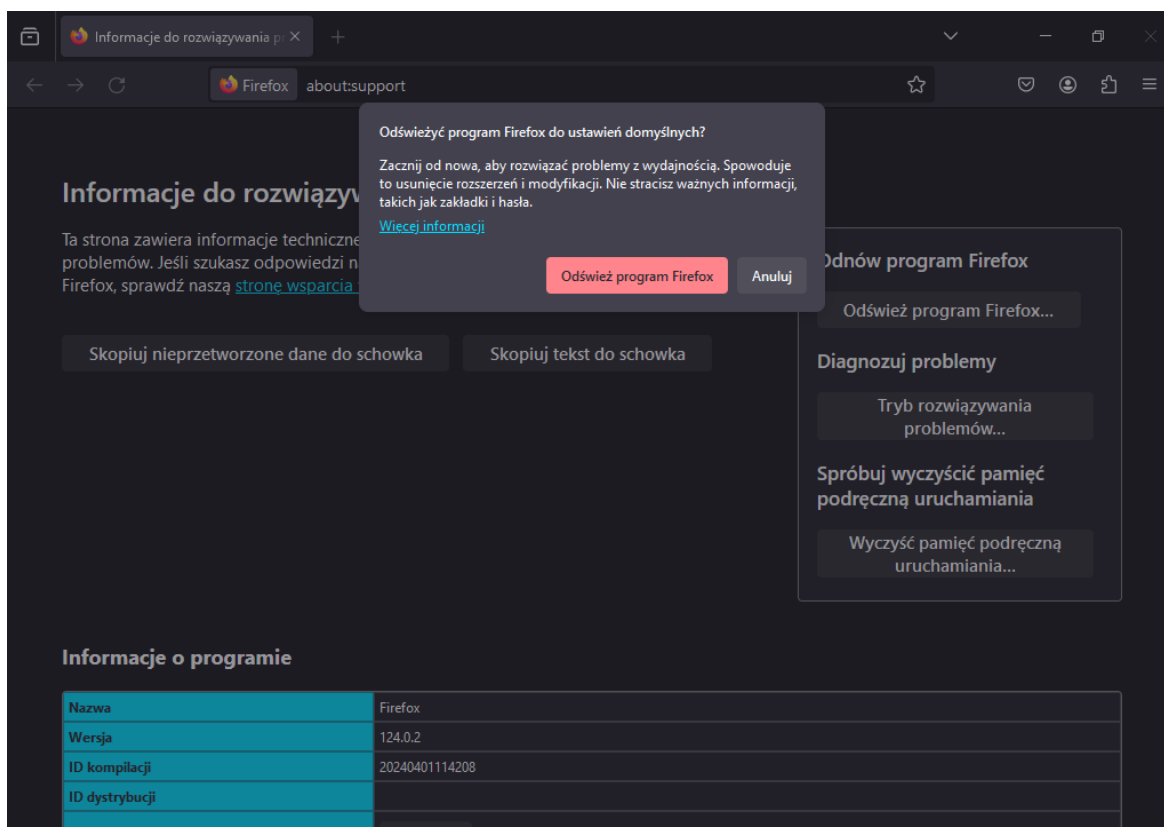 Informacje do rozwiązywania p
Firefox
about:support
Odświeżyć program Firefox do ustawień domyślnych?
Zacznij od nowa, aby rozwiązać problemy z wydajnością. Spowoduje
to usunięcie rozszerzeń i modyfikacji. Nie stracisz ważnych informacji,
takich jak zakładki i hasła.
Więcej informacji
Odśwież program Firefox
Anuluj
Informacje do rozwiązyw
Ta strona zawiera informacje techniczne
problemów. Jeśli szukasz odpowiedzi n
Firefox, sprawdź naszą stronę wsparcia
Skopiuj nieprzetworzone dane do schowka
Skopiuj tekst do schowka
Odnów program Firefox
Odśwież program Firefox...
Diagnozuj problemy
Tryb rozwiązywania
problemów...
Spróbuj wyczyścić pamięć
podręczną uruchamiania
Wyczyść pamięć podręczną
uruchamiania...
Informacje o programie
Nazwa Firefox
Wersja 124.0.2
ID kompilacji 20240401114208
ID dystrybucji